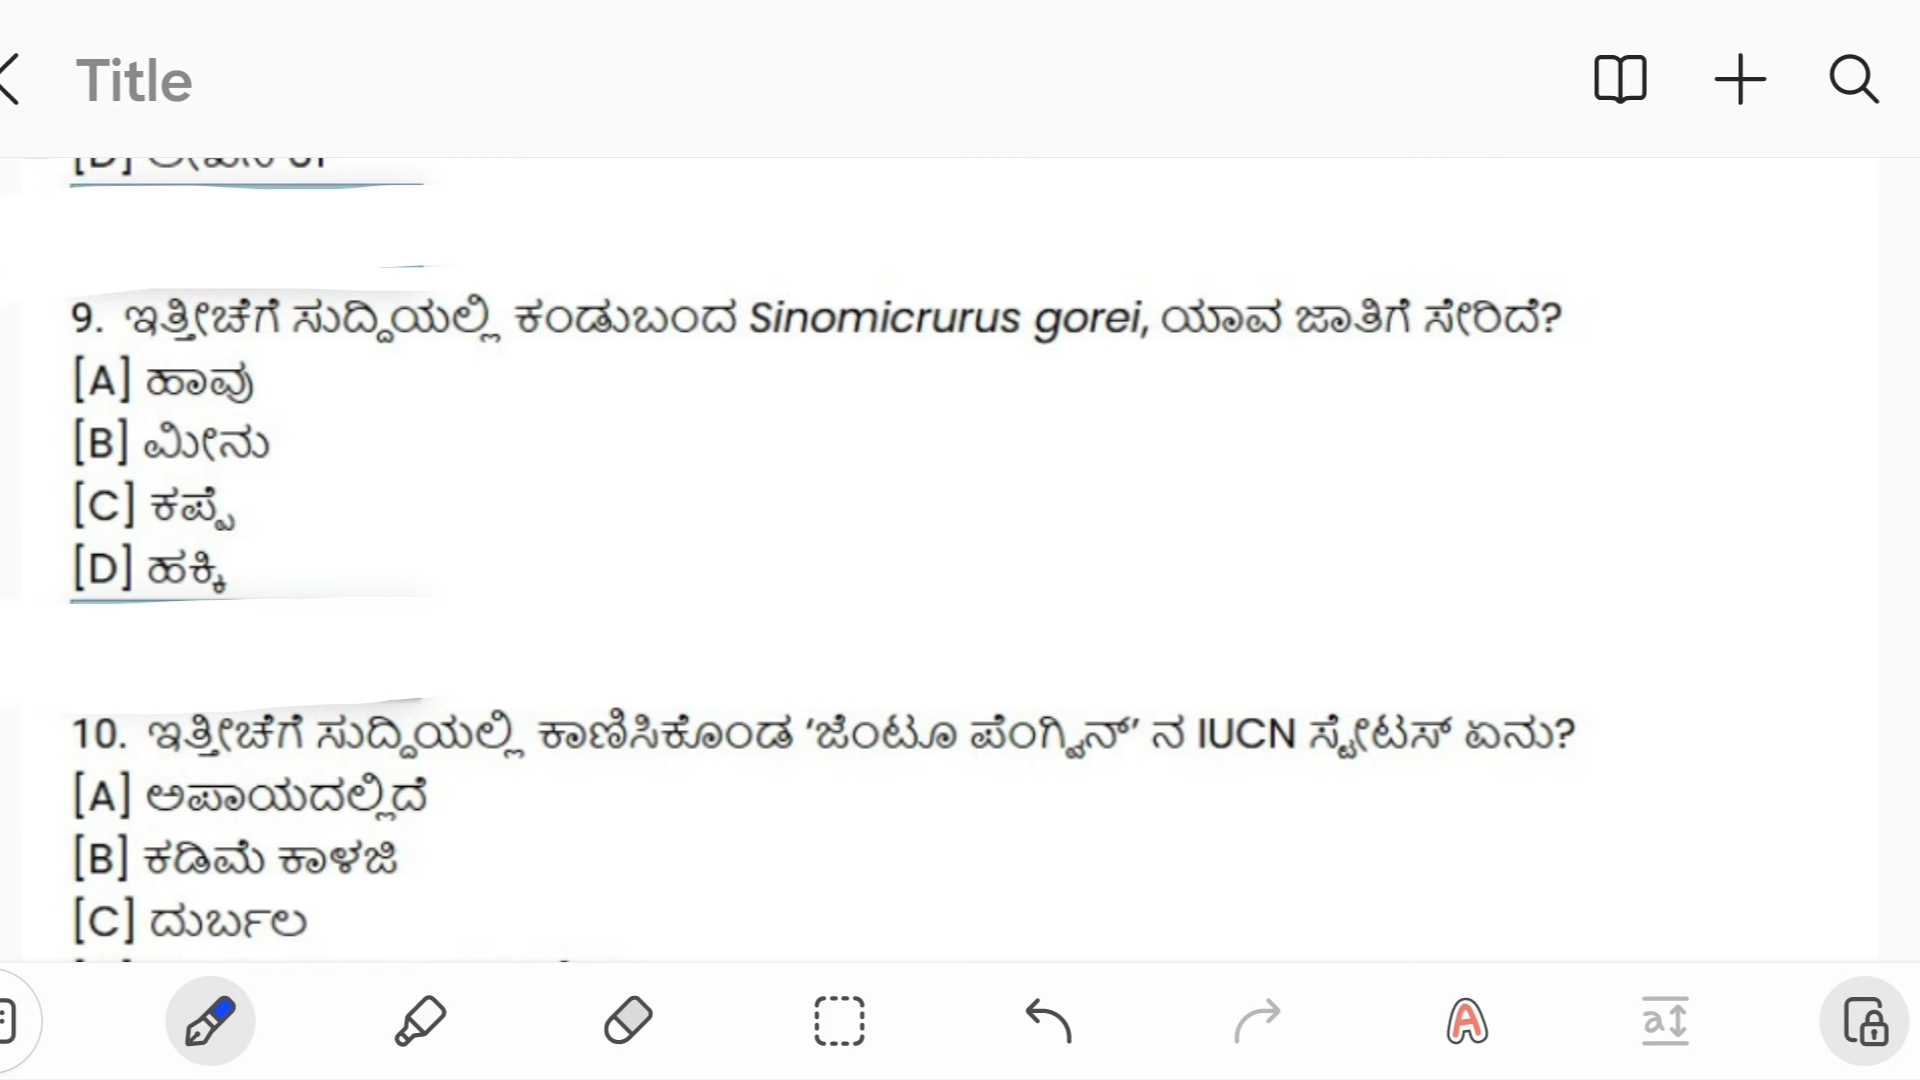 Title
9. ಇತ್ತೀಚೆಗೆ ಸುದ್ದಿಯಲ್ಲಿ ಕಂಡುಬಂದ Sinomicrurus gorei, ಯಾವ ಜಾತಿಗೆ ಸೇರಿದೆ?
[A] ಹಾವು
[B] ಮೀನು
[C] ಕಪ್ಪೆ
[D] ಹಕ್ಕಿ
10. ಇತ್ತೀಚೆಗೆ ಸುದ್ದಿಯಲ್ಲಿ ಕಾಣಿಸಿಕೊಂಡ ‘ಜೆಂಟೂ ಪೆಂಗ್ವಿನ್’ ನ IUCN ಸ್ಟೇಟಸ್ ಏನು?
[A] ಅಪಾಯದಲ್ಲಿದೆ
[B] ಕಡಿಮೆ ಕಾಳಜಿ
[C] ದುರ್ಬಲ